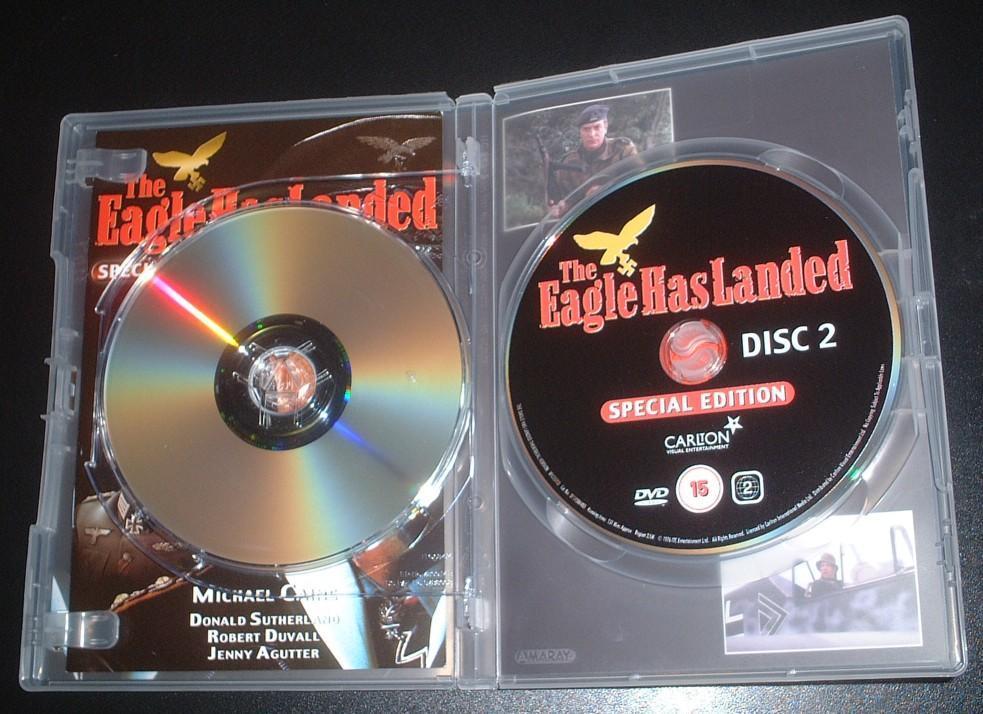 The
Eagle Has Landed
SPECI
MICHAEL CAINE
DONALD SUTHERLAND
ROBERT DUVALL
JENNY AGUTTER
The
Eagle Has Landed
DISC 2
SPECIAL EDITION
CARLTON
VISUAL ENTERTAINMENT
DVD
15
2
AMARAY